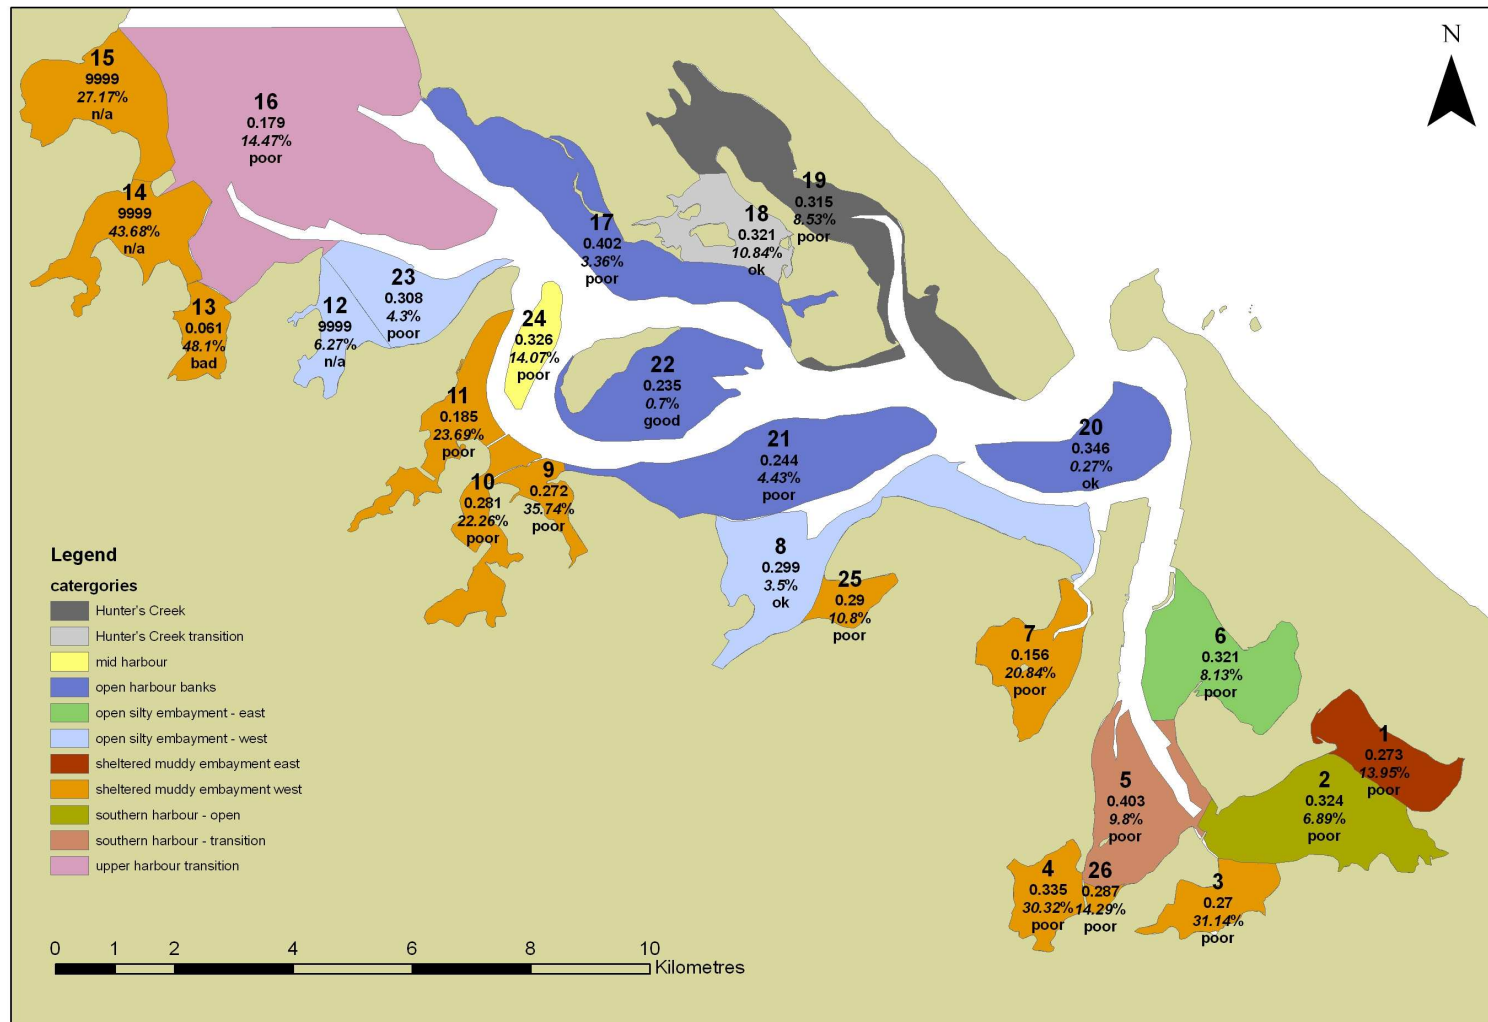 N
15
9999
27.17%
n/a
16
0.179
14.47%
poor
14
9999
43.68%
n/a
13
0.061
48.1%
bad
12
9999
6.27%
n/a
23
0.308
4.3%
poor
17
0.402
3.36%
poor
18
0.321
10.84%
ok
19
0.315
8.53%
poor
24
0.326
14.07%
poor
22
0.235
0.7%
good
11
0.185
23.69%
poor
10
0.281
22.26%
poor
9
0.272
35.74%
poor
21
0.244
4.43%
poor
20
0.346
0.27%
ok
8
0.299
3.5%
ok
25
0.29
10.8%
poor
7
0.156
20.84%
poor
6
0.321
8.13%
poor
1
0.273
13.95%
poor
2
0.324
6.89%
poor
5
0.403
9.8%
poor
4
0.335
30.32%
poor
26
0.287
14.29%
poor
3
0.27
31.14%
poor
Legend
catergories
Hunter's Creek
Hunter's Creek transition
mid harbour
open harbour banks
open silty embayment - east
open silty embayment - west
sheltered muddy embayment east
sheltered muddy embayment west
southern harbour - open
southern harbour - transition
upper harbour transition
0 1 2 4 6 8 10
Kilometres